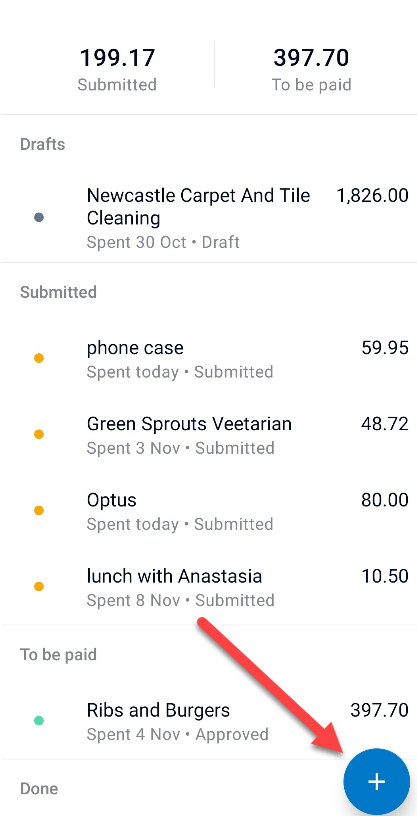 199.17 397.70
Submitted To be paid
Drafts
Newcastle Carpet And Tile 1,826.00
Cleaning
Spent 30 Oct • Draft
Submitted
phone case 59.95
Spent today • Submitted
Green Sprouts Veetarian 48.72
Spent 3 Nov • Submitted
Optus 80.00
Spent today • Submitted
lunch with Anastasia 10.50
Spent 8 Nov • Submitted
To be paid
Ribs and Burgers 397.70
Spent 4 Nov • Approved
Done
+